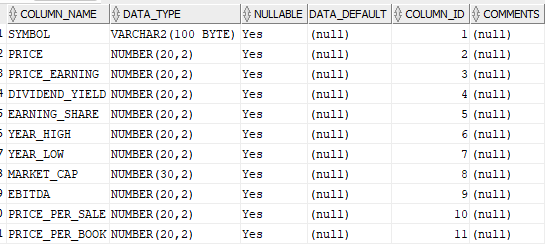 COLUMN_NAME DATA_TYPE NULLABLE DATA_DEFAULT COLUMN_ID COMMENTS
1 SYMBOL VARCHAR2(100 BYTE) Yes (null) 1 (null)
2 PRICE NUMBER(20,2) Yes (null) 2 (null)
3 PRICE_EARNING NUMBER(20,2) Yes (null) 3 (null)
4 DIVIDEND_YIELD NUMBER(20,2) Yes (null) 4 (null)
5 EARNING_SHARE NUMBER(20,2) Yes (null) 5 (null)
6 YEAR_HIGH NUMBER(20,2) Yes (null) 6 (null)
7 YEAR_LOW NUMBER(20,2) Yes (null) 7 (null)
8 MARKET_CAP NUMBER(30,2) Yes (null) 8 (null)
9 EBITDA NUMBER(20,2) Yes (null) 9 (null)
0 PRICE_PER_SALE NUMBER(20,2) Yes (null) 10 (null)
1 PRICE_PER_BOOK NUMBER(20,2) Yes (null) 11 (null)